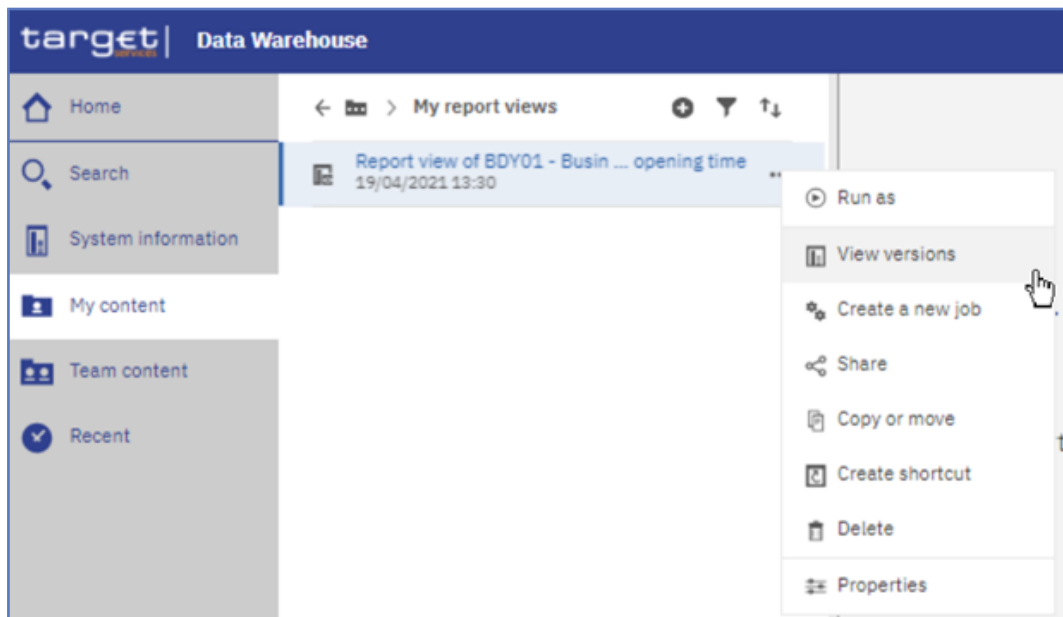 target| Data Warehouse
services
Home
My report views
Search
Report view of BDY01 - Busin ... opening time
19/04/2021 13:30
Run as
System information
View versions
My content
Create a new job
Share
Team content
Copy or move
Recent
Create shortcut
Delete
Properties